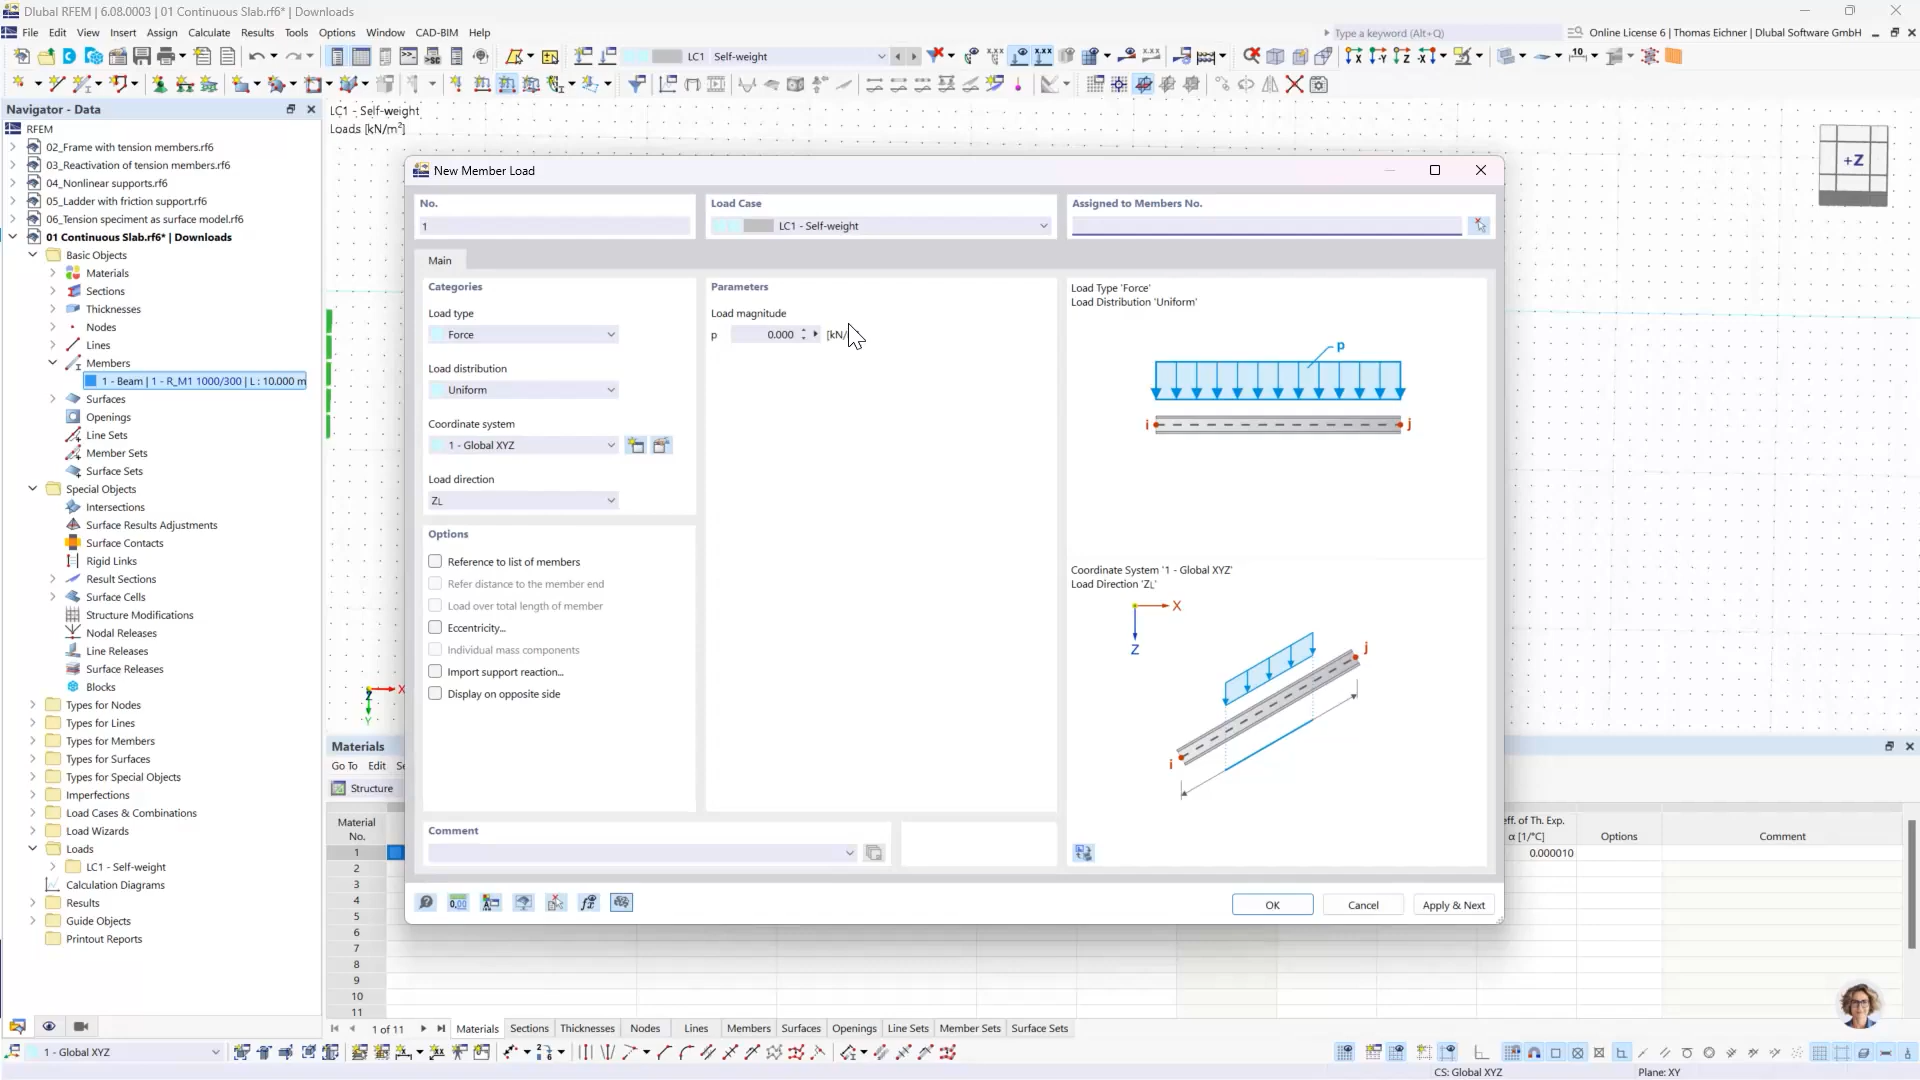 Dlubal RFEM | 6.08.0003 | 01 Continuous Slab.rf6* | Downloads
File Edit View Insert Assign Calculate Results Tools Options Window CAD-BIM Help
Type a keyword (Alt+Q)
Online License 6 | Thomas Eichner | Dlubal Software GmbH
LC1 Self-weight
Navigator - Data
RFEM
02_Frame with tension members.rf6
03_Reactivation of tension members.rf6
04_Nonlinear supports.rf6
05_Ladder with friction support.rf6
06_Tension speciment as surface model.rf6
01 Continuous Slab.rf6* | Downloads
Basic Objects
Materials
Sections
Thicknesses
Nodes
Lines
Members
1 - Beam | 1 - R_M1 1000/300 | L : 10.000 m
Surfaces
Openings
Line Sets
Member Sets
Surface Sets
Special Objects
Intersections
Surface Results Adjustments
Surface Contacts
Rigid Links
Result Sections
Surface Cells
Structure Modifications
Nodal Releases
Line Releases
Surface Releases
Blocks
Types for Nodes
Types for Lines
Types for Members
Types for Surfaces
Types for Special Objects
Imperfections
Load Cases & Combinations
Load Wizards
Loads
LC1 - Self-weight
Calculation Diagrams
Results
Guide Objects
Printout Reports
LC1 - Self-weight
Loads [kN/m²]
+Z
X
Z
Y
New Member Load
No.
1
Load Case
LC1 - Self-weight
Assigned to Members No.
Main
Categories
Load type
Force
Load distribution
Uniform
Coordinate system
1 - Global XYZ
Load direction
ZL
Options
Reference to list of members
Refer distance to the member end
Load over total length of member
Eccentricity...
Individual mass components
Import support reaction...
Display on opposite side
Parameters
Load magnitude
p 0.000 [kN/
Load Type 'Force'
Load Distribution 'Uniform'
p
i j
Coordinate System '1 - Global XYZ'
Load Direction 'ZL'
X
Z
j
i
Comment
0,00
OK Cancel Apply & Next
Materials
Go To Edit Se
Structure
Material
No.
1
2
3
4
5
6
7
8
9
10
11
eff. of Th. Exp.
α [1/°C] Options Comment
0.000010
1 of 11
Materials Sections Thicknesses Nodes Lines Members Surfaces Openings Line Sets Member Sets Surface Sets
1 - Global XYZ
CS: Global XYZ
Plane: XY